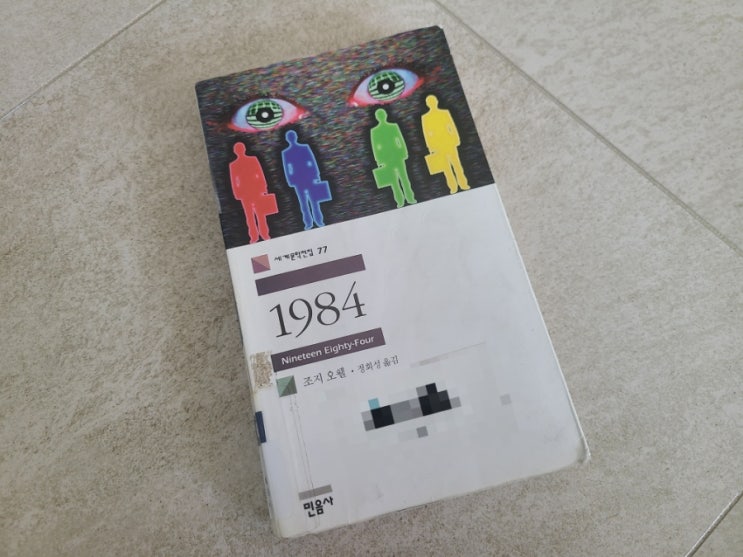 세계문학전집 77
1984
Nineteen Eighty-Four
조지 오웰 · 정회성 옮김
민음사